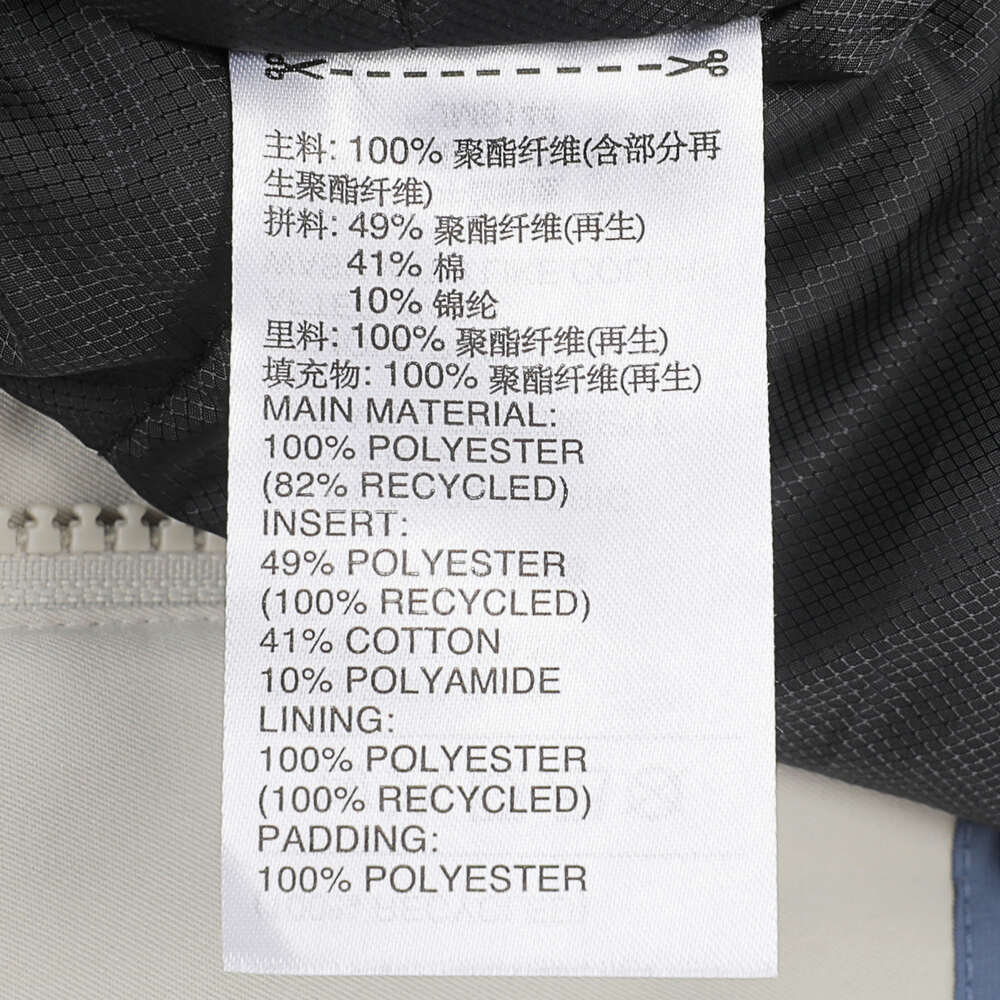 主料: 100% 聚酯纤维(含部分再
生聚酯纤维)
拼料: 49% 聚酯纤维(再生)
41% 棉
10% 锦纶
里料: 100% 聚酯纤维(再生)
填充物: 100% 聚酯纤维(再生)
MAIN MATERIAL:
100% POLYESTER
(82% RECYCLED)
INSERT:
49% POLYESTER
(100% RECYCLED)
41% COTTON
10% POLYAMIDE
LINING:
100% POLYESTER
(100% RECYCLED)
PADDING:
100% POLYESTER